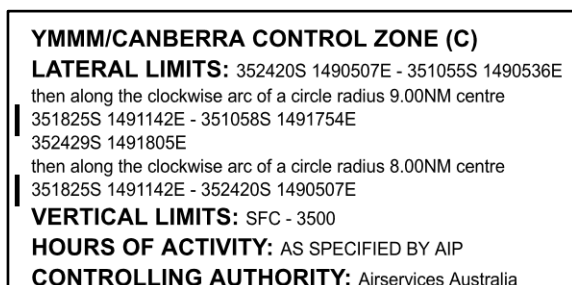 YMMM/CANBERRA CONTROL ZONE (C)
LATERAL LIMITS: 352420S 1490507E - 351055S 1490536E
then along the clockwise arc of a circle radius 9.00NM centre
351825S 1491142E - 351058S 1491754E
352429S 1491805E
then along the clockwise arc of a circle radius 8.00NM centre
351825S 1491142E - 352420S 1490507E
VERTICAL LIMITS: SFC - 3500
HOURS OF ACTIVITY: AS SPECIFIED BY AIP
CONTROLLING AUTHORITY: Airservices Australia